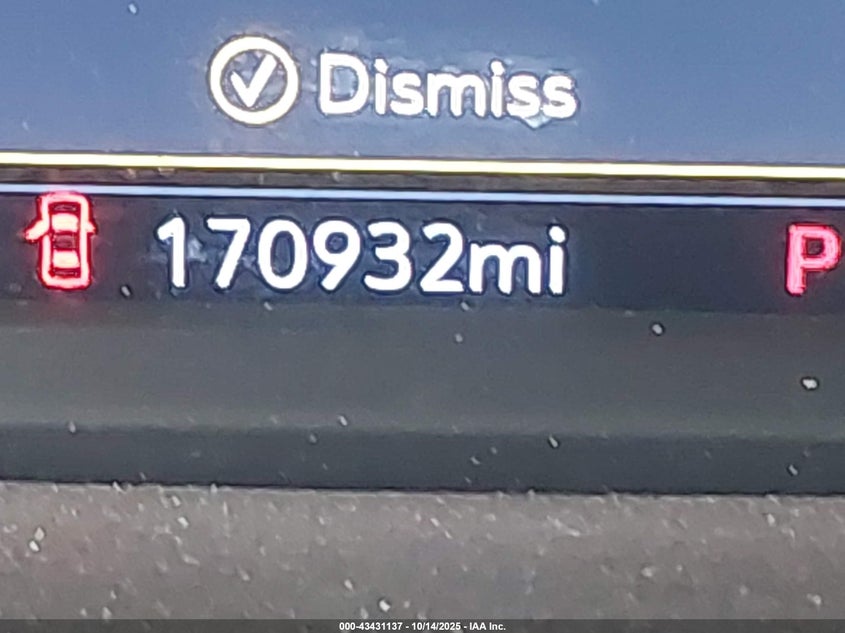 Dismiss
170932mi P
000-43431137 - 10/14/2025 - IAA Inc.